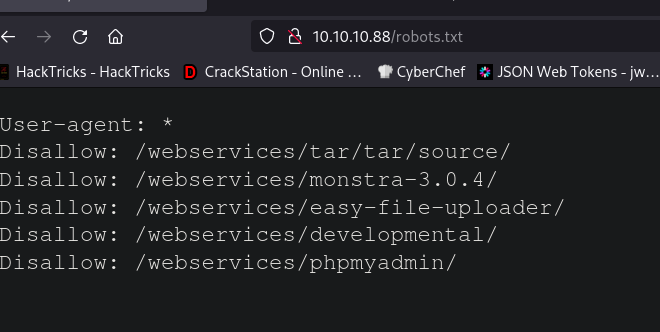 10.10.10.88/robots.txt
HackTricks - HackTricks CrackStation - Online … CyberChef JSON Web Tokens - jw…
User-agent: *
Disallow: /webservices/tar/tar/source/
Disallow: /webservices/monstra-3.0.4/
Disallow: /webservices/easy-file-uploader/
Disallow: /webservices/developmental/
Disallow: /webservices/phpmyadmin/